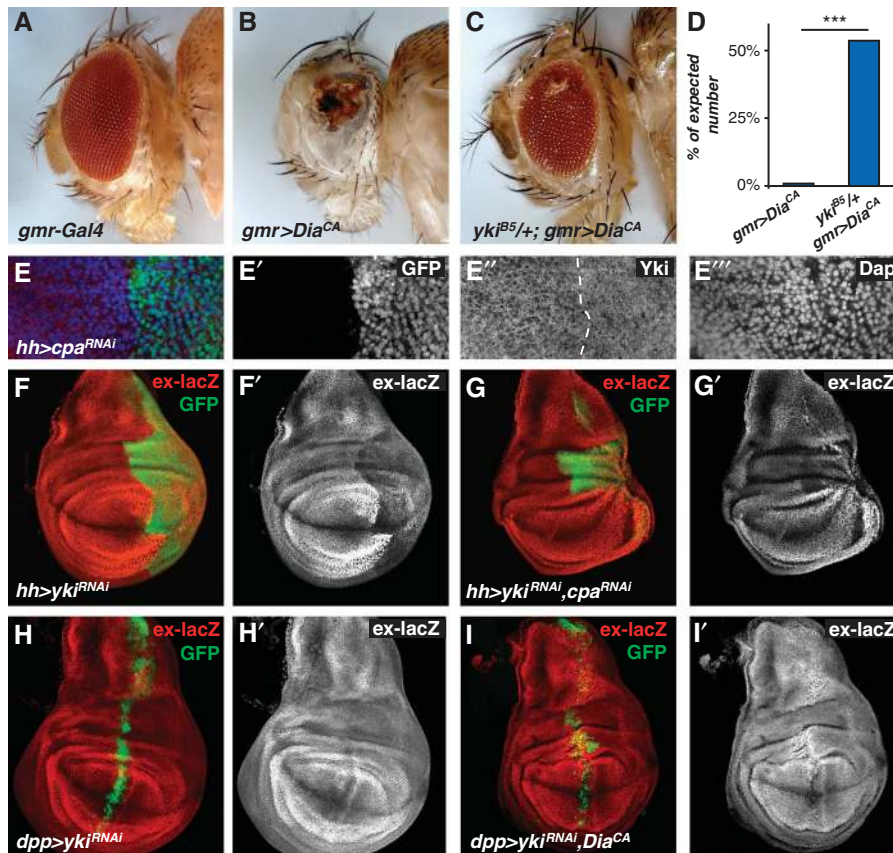 A
gmr-Gal4
B
gmr>Dia^CA
C
yki^B5/+; gmr>Dia^CA
D
***
% of expected
number
50%
25%
0%
gmr>Dia^CA
yki^B5/+
gmr>Dia^CA
E
hh>cpa^RNAi
E'
GFP
E''
Yki
E'''
Dap
F
ex-lacZ
GFP
hh>yki^RNAi
F'
ex-lacZ
G
ex-lacZ
GFP
hh>yki^RNAi,cpa^RNAi
G'
ex-lacZ
H
ex-lacZ
GFP
dpp>yki^RNAi
H'
ex-lacZ
I
ex-lacZ
GFP
dpp>yki^RNAi,Dia^CA
I'
ex-lacZ